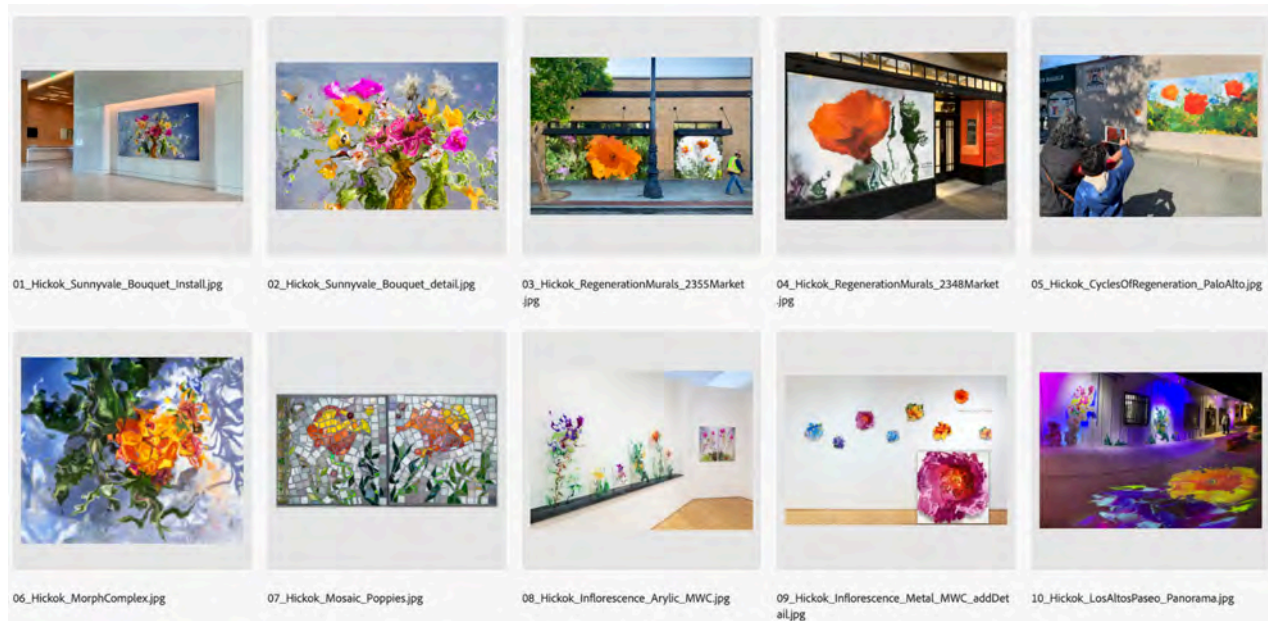 01_Hickok_Sunnyvale_Bouquet_Install.jpg
02_Hickok_Sunnyvale_Bouquet_detail.jpg
03_Hickok_RegenerationMurals_2355Market
.jpg
04_Hickok_RegenerationMurals_2348Market
.jpg
05_Hickok_CyclesOfRegeneration_PaloAlto.jpg
06_Hickok_MorphComplex.jpg
07_Hickok_Mosaic_Poppies.jpg
08_Hickok_Inflorescence_Arylic_MWC.jpg
09_Hickok_Inflorescence_Metal_MWC_addDet
ail.jpg
10_Hickok_LosAltosPaseo_Panorama.jpg